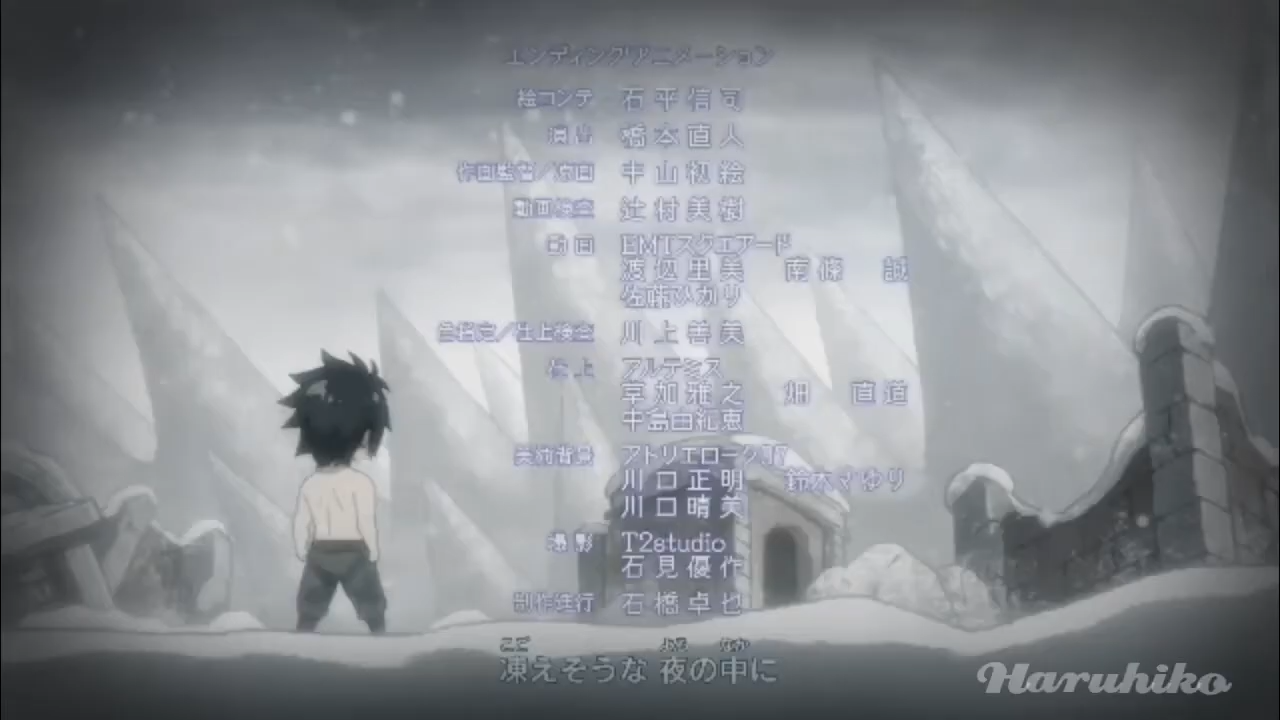 エンディングアニメーション
絵コンテ 石平信司
演出 橋本直人
作画監督／原画 中山初絵
動画検査 辻村美樹
動画 EMTスクエアード
渡辺里美 南條 誠
佐藤ひかり
色指定／仕上検査 川上善美
仕上 アルテミス
草加雅之 畑 直道
中島由紀恵
美術背景 アトリエローク07
川口正明 鈴木まゆり
川口晴美
撮影 T2studio
石見優作
制作進行 石橋卓也
こご よる なか
凍えそうな 夜の中に
Haruhiko